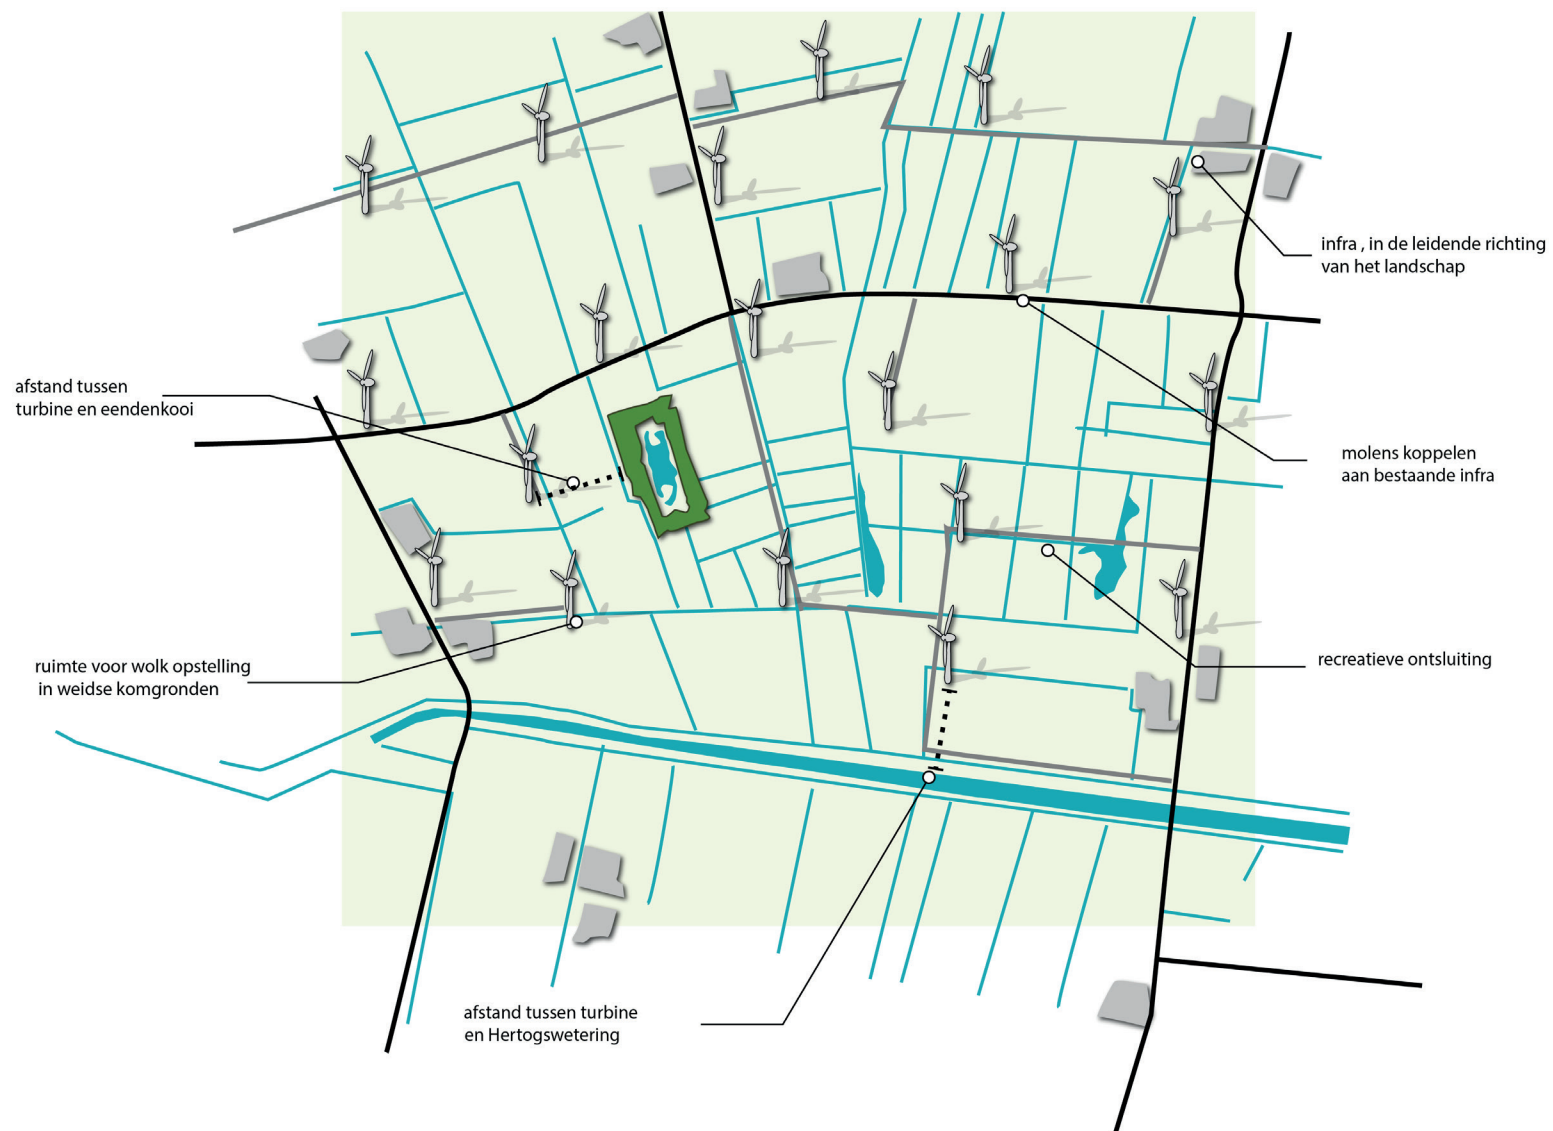 infra , in de leidende richting
van het landschap
afstand tussen
turbine en eendenkooi
molens koppelen
aan bestaande infra
ruimte voor wolk opstelling
in weidse komgronden
recreatieve ontsluiting
afstand tussen turbine
en Hertogswetering